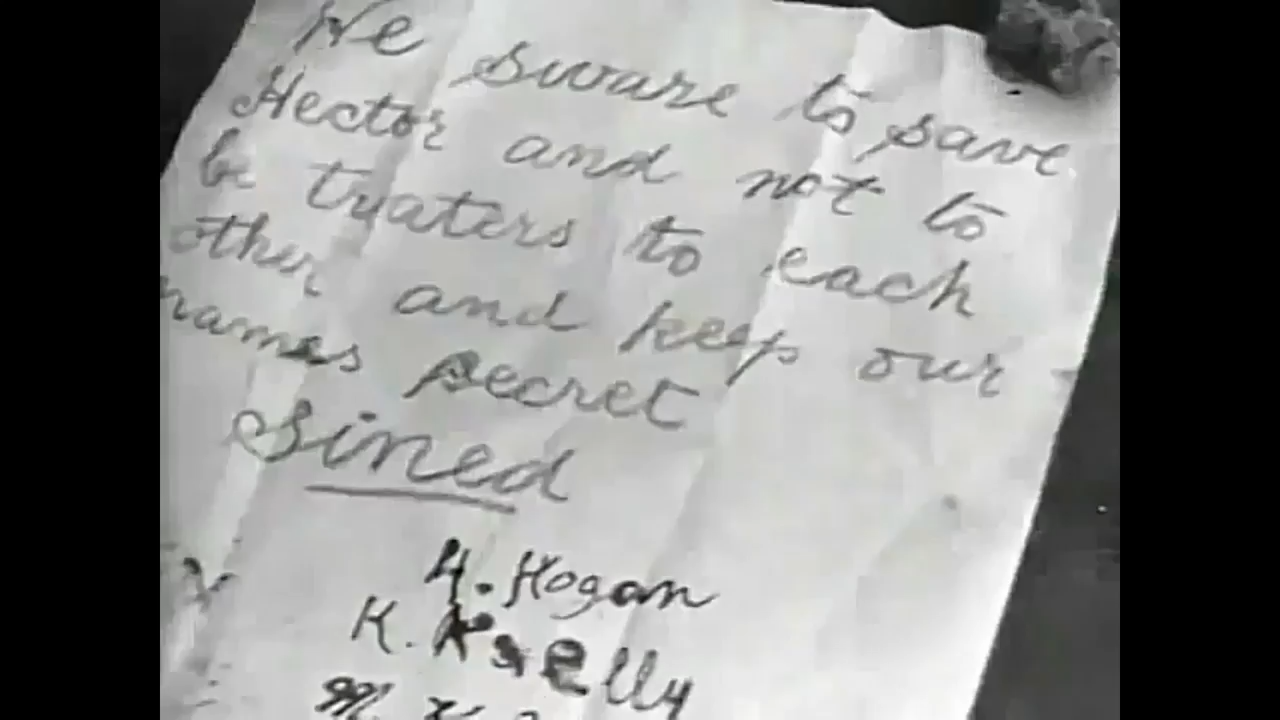 We sware to save
Hector and not to
be trataters to each
other and keep our
names secret
Sined
H. Hogan
K. Kelly
M.